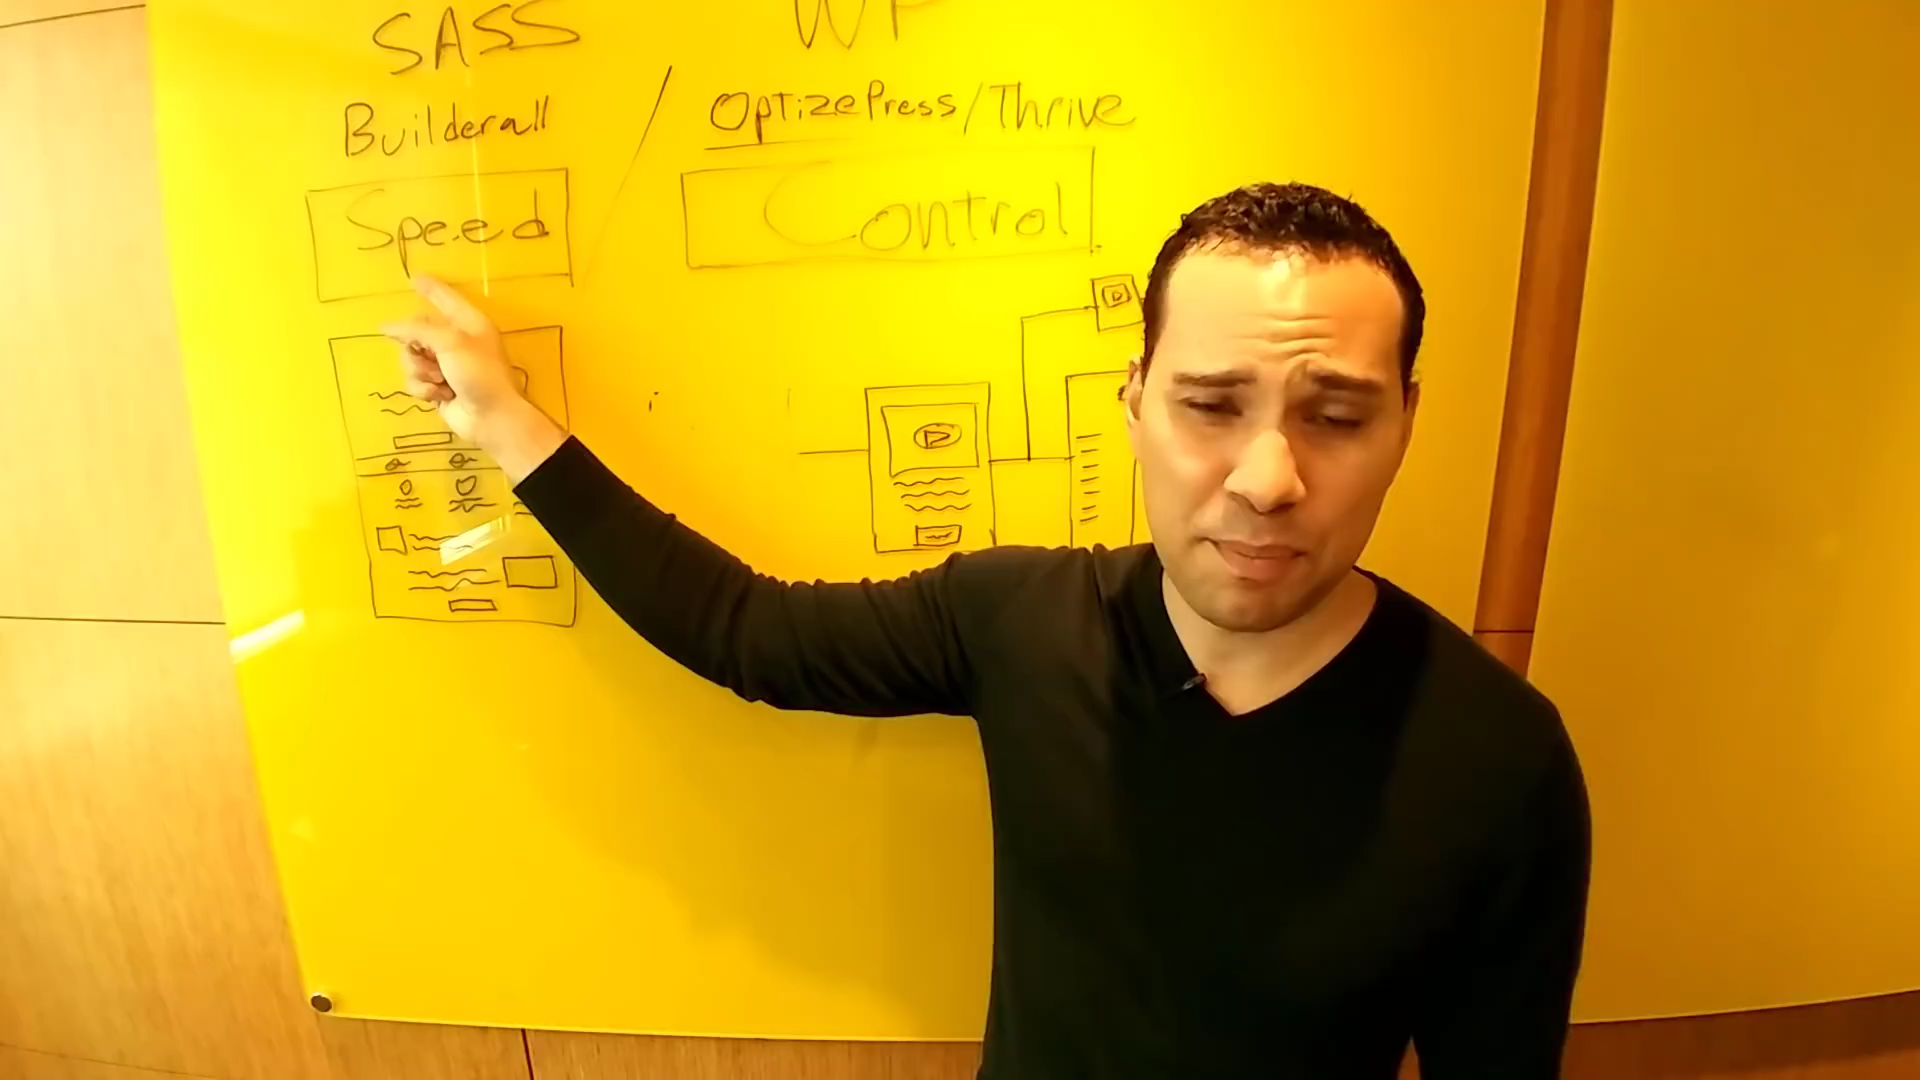 SASS
WP
Builderall
OptizePress/Thrive
Speed
Control